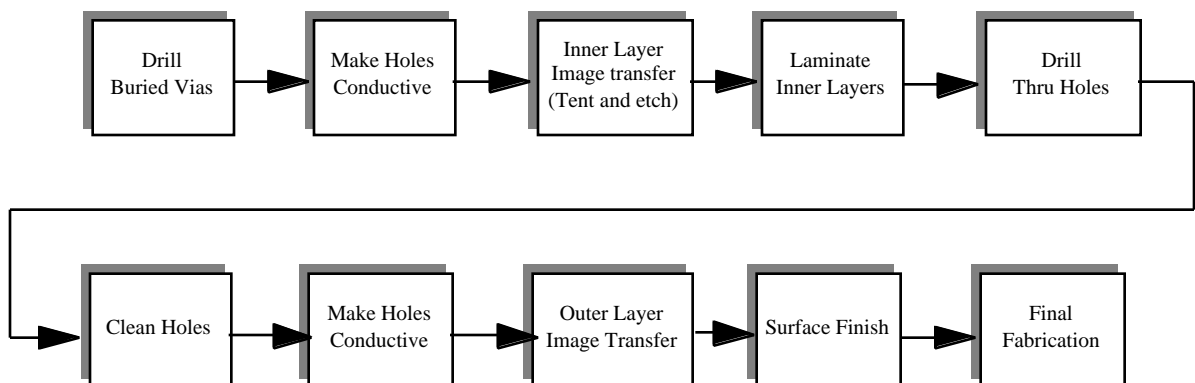 Drill
Buried Vias
Make Holes
Conductive
Inner Layer
Image transfer
(Tent and etch)
Laminate
Inner Layers
Drill
Thru Holes
Clean Holes
Make Holes
Conductive
Outer Layer
Image Transfer
Surface Finish
Final
Fabrication